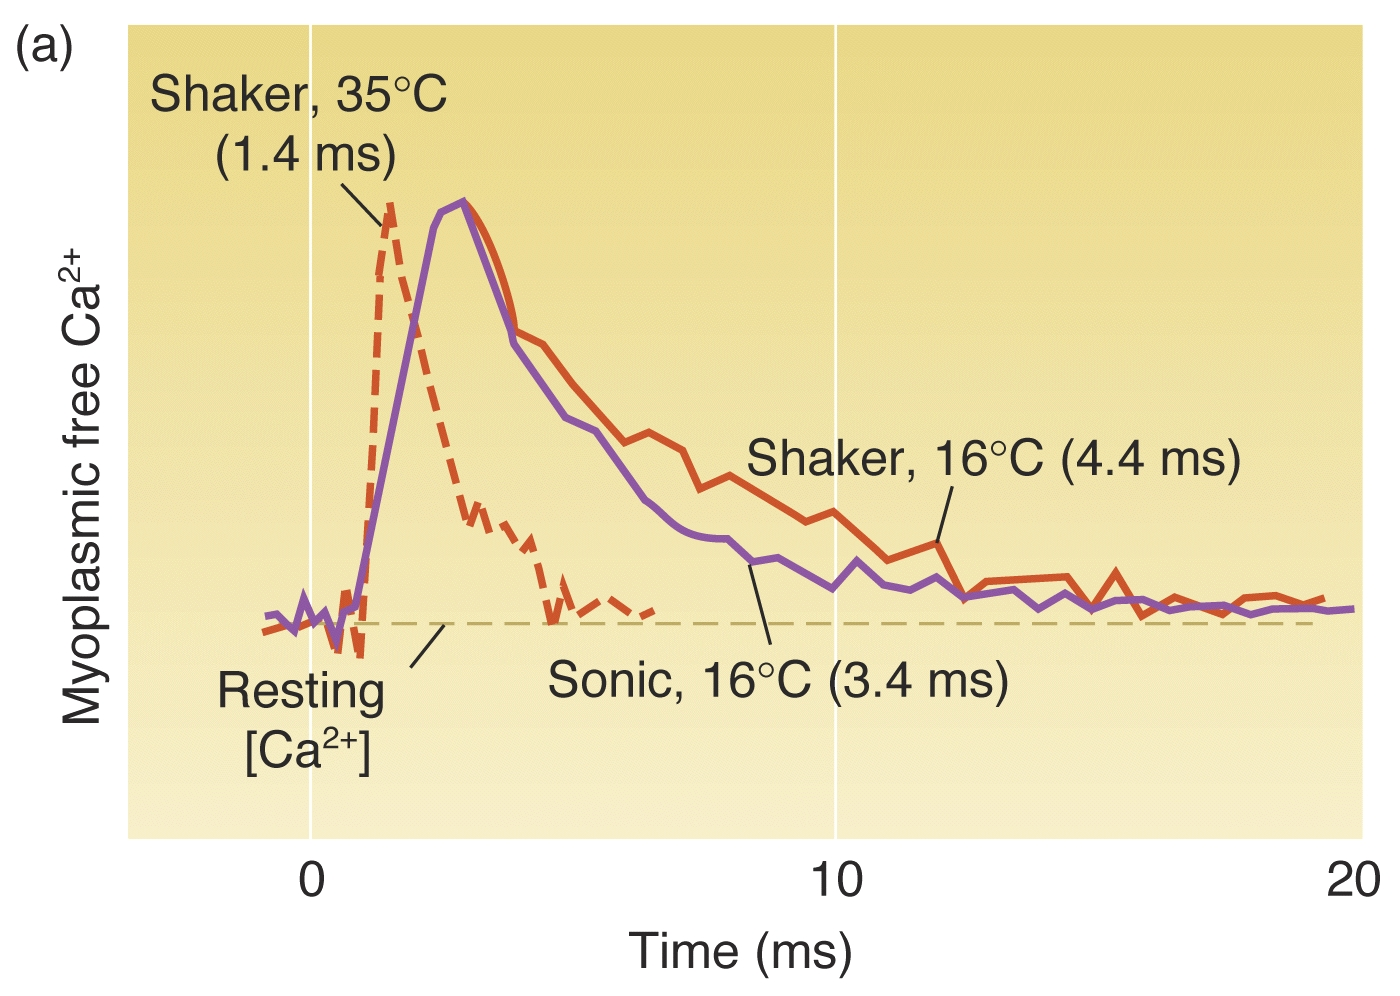 (a)
Shaker, 35°C
(1.4 ms)
Myoplasmic free Ca²⁺
Shaker, 16°C (4.4 ms)
Sonic, 16°C (3.4 ms)
Resting
[Ca²⁺]
0 10 20
Time (ms)